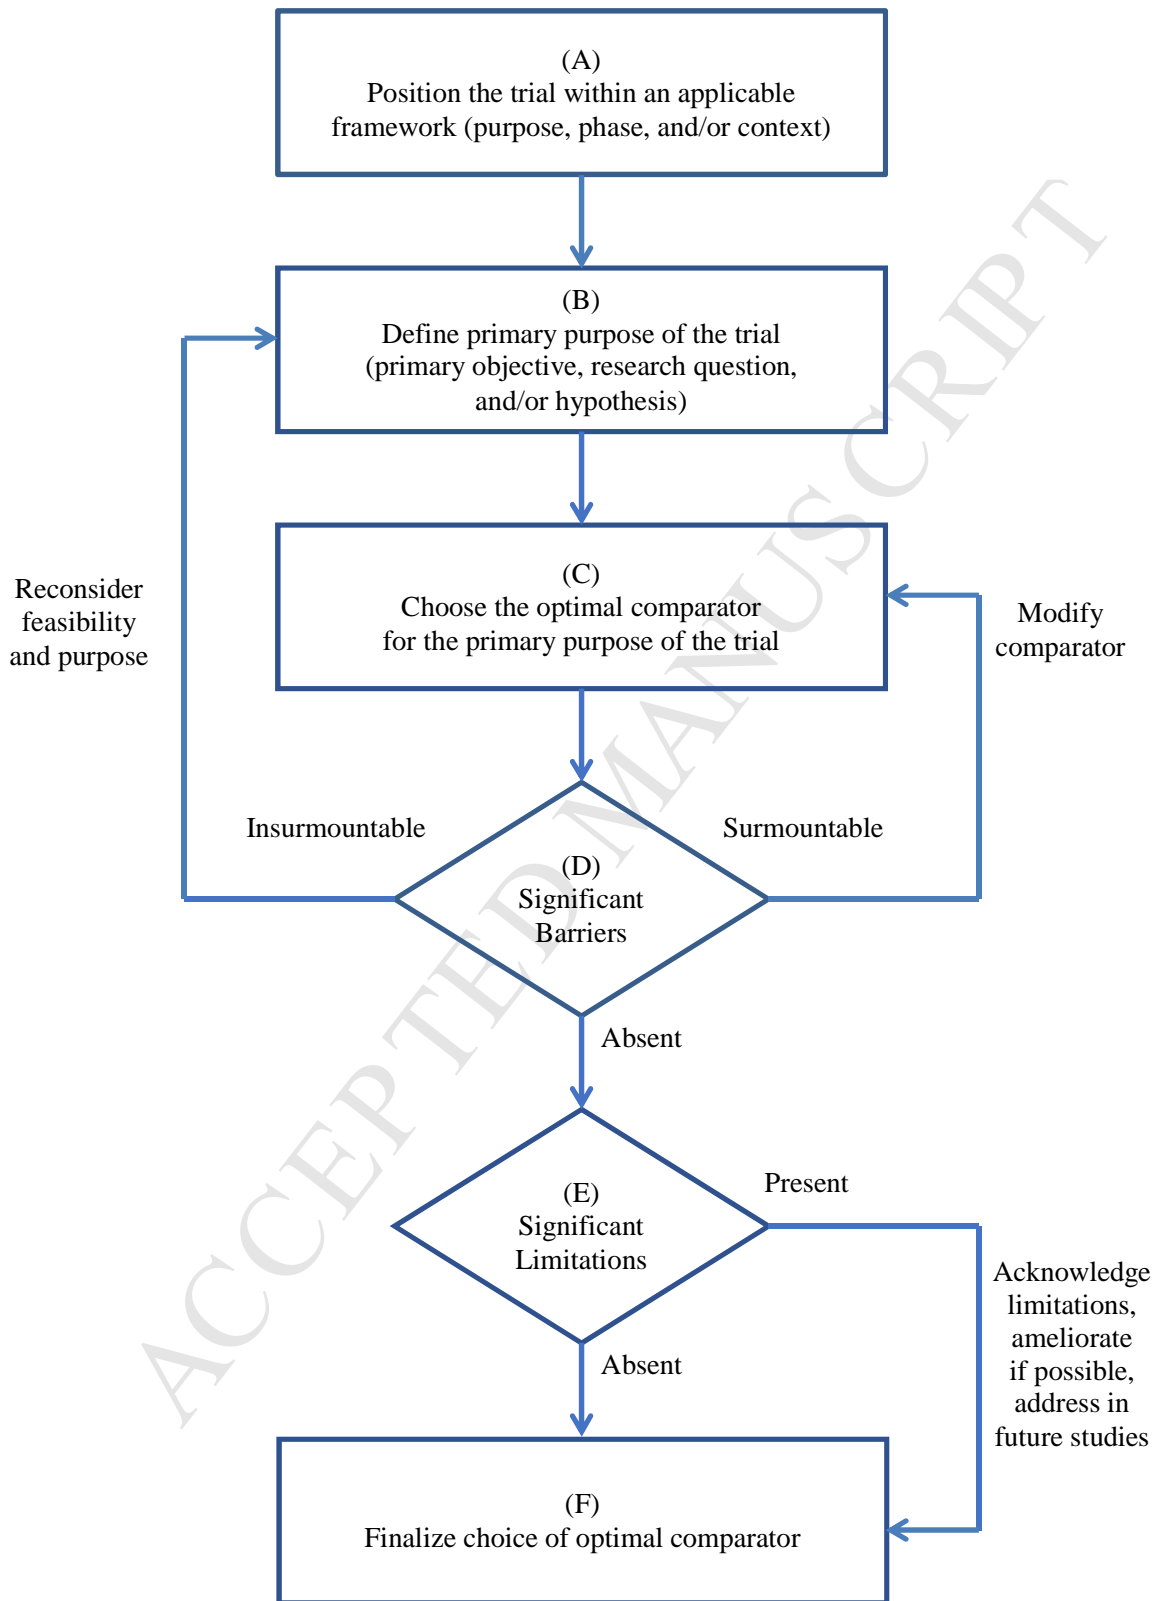 (A)
Position the trial within an applicable
framework (purpose, phase, and/or context)
(B)
Define primary purpose of the trial
(primary objective, research question,
and/or hypothesis)
(C)
Choose the optimal comparator
for the primary purpose of the trial
Reconsider
feasibility
and purpose
Modify
comparator
Insurmountable
Surmountable
(D)
Significant
Barriers
Absent
(E)
Significant
Limitations
Present
Absent
Acknowledge
limitations,
ameliorate
if possible,
address in
future studies
(F)
Finalize choice of optimal comparator
ACCEPTED MANUSCRIPT